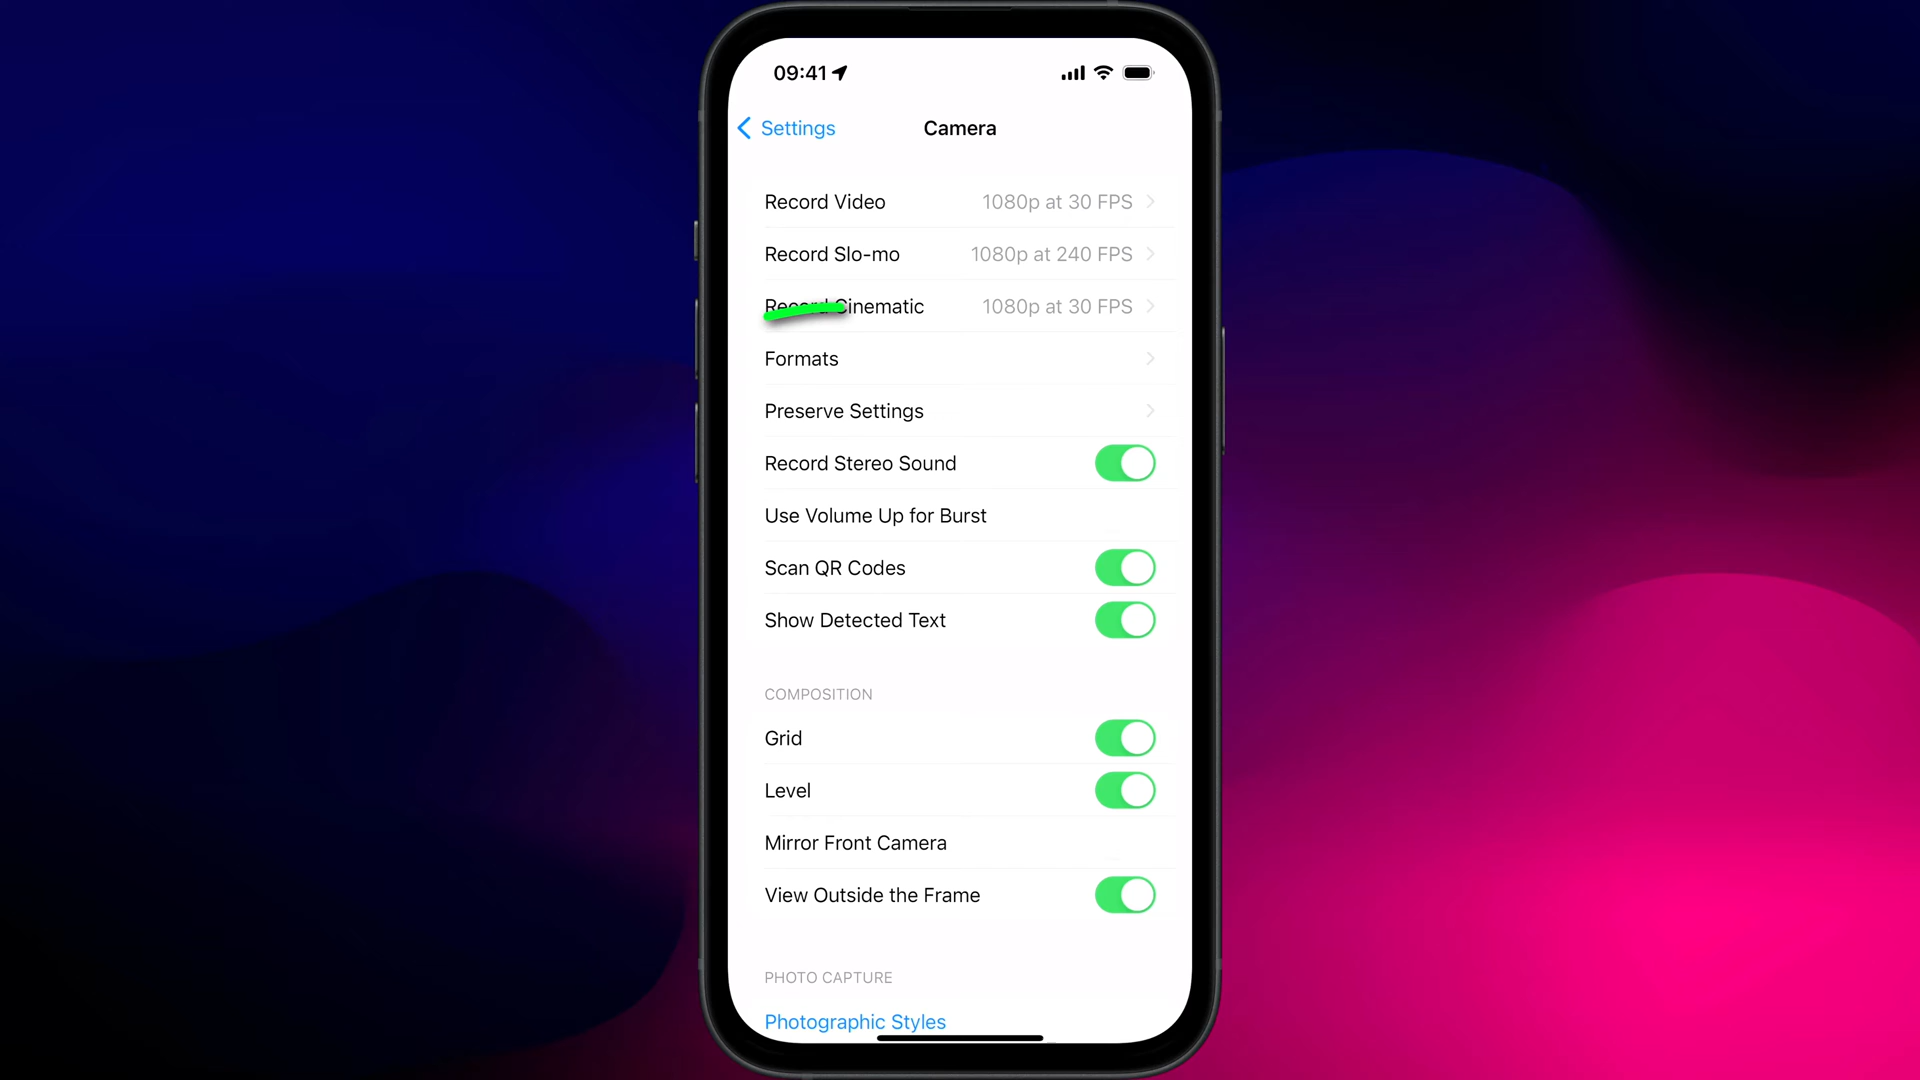 09:41
Settings
Camera
Record Video 1080p at 30 FPS
Record Slo-mo 1080p at 240 FPS
Record Cinematic 1080p at 30 FPS
Formats
Preserve Settings
Record Stereo Sound
Use Volume Up for Burst
Scan QR Codes
Show Detected Text
COMPOSITION
Grid
Level
Mirror Front Camera
View Outside the Frame
PHOTO CAPTURE
Photographic Styles